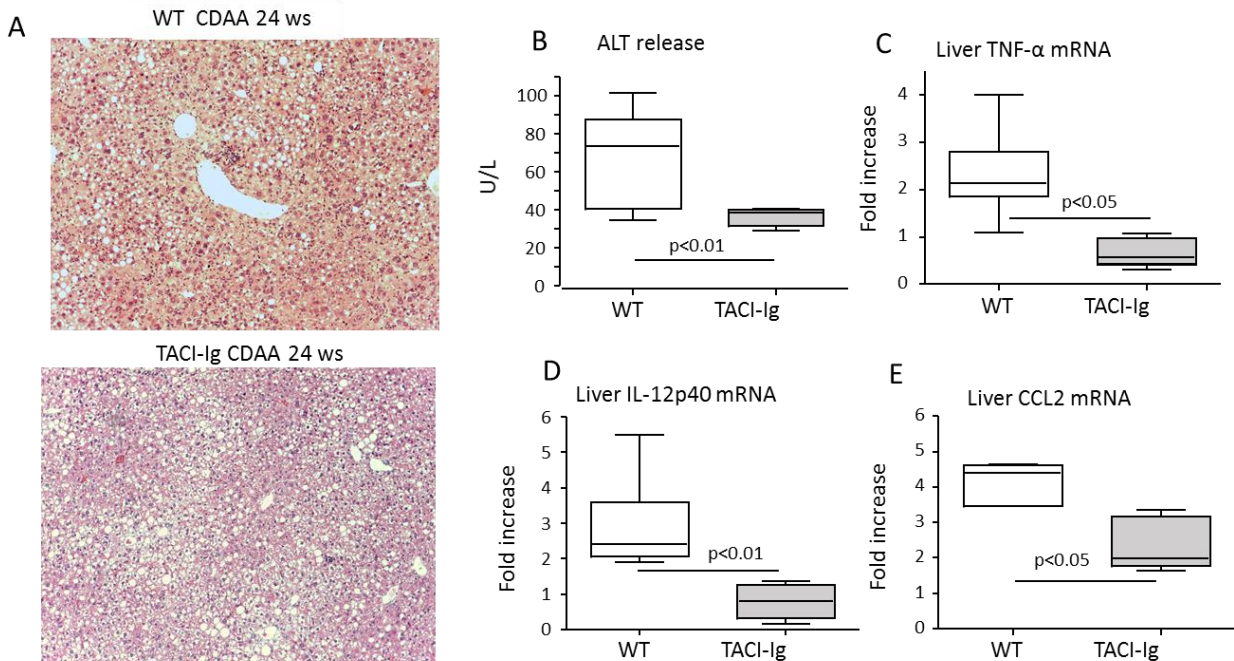 A
WT CDAA 24 ws
TACI-Ig CDAA 24 ws
B
ALT release
U/L
100
80
60
40
20
0
p<0.01
WT
TACI-Ig
C
Liver TNF-α mRNA
Fold increase
4
3
2
1
0
p<0.05
WT
TACI-Ig
D
Liver IL-12p40 mRNA
Fold increase
6
5
4
3
2
1
0
p<0.01
WT
TACI-Ig
E
Liver CCL2 mRNA
Fold increase
6
5
4
3
2
1
0
p<0.05
WT
TACI-Ig